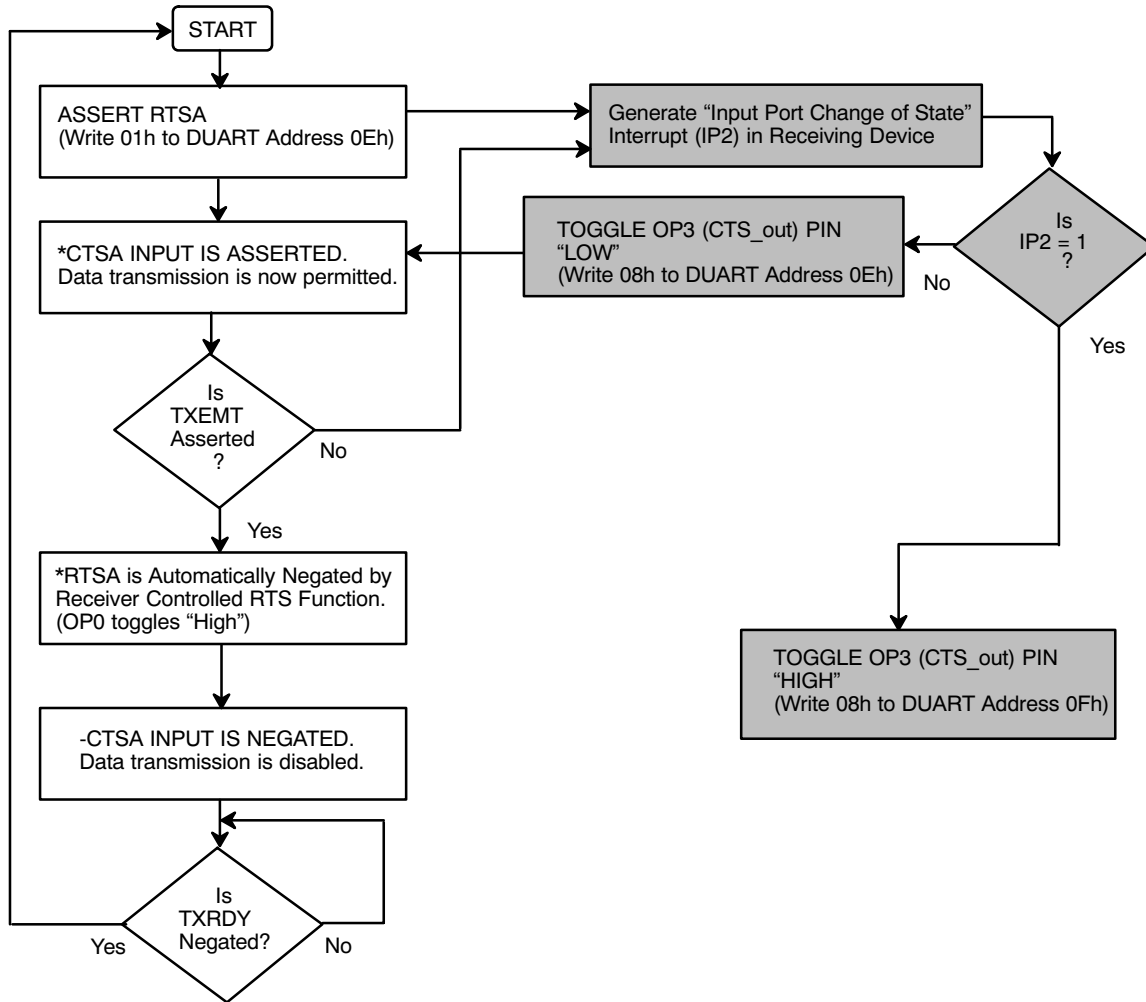 START
ASSERT RTSA
(Write 01h to DUART Address 0Eh)
Generate “Input Port Change of State”
Interrupt (IP2) in Receiving Device
Is
IP2 = 1
?
No
Yes
TOGGLE OP3 (CTS_out) PIN
“LOW”
(Write 08h to DUART Address 0Eh)
*CTSA INPUT IS ASSERTED.
Data transmission is now permitted.
Is
TXEMT
Asserted
?
No
Yes
*RTSA is Automatically Negated by
Receiver Controlled RTS Function.
(OP0 toggles “High”)
TOGGLE OP3 (CTS_out) PIN
“HIGH”
(Write 08h to DUART Address 0Fh)
-CTSA INPUT IS NEGATED.
Data transmission is disabled.
Is
TXRDY
Negated?
Yes
No